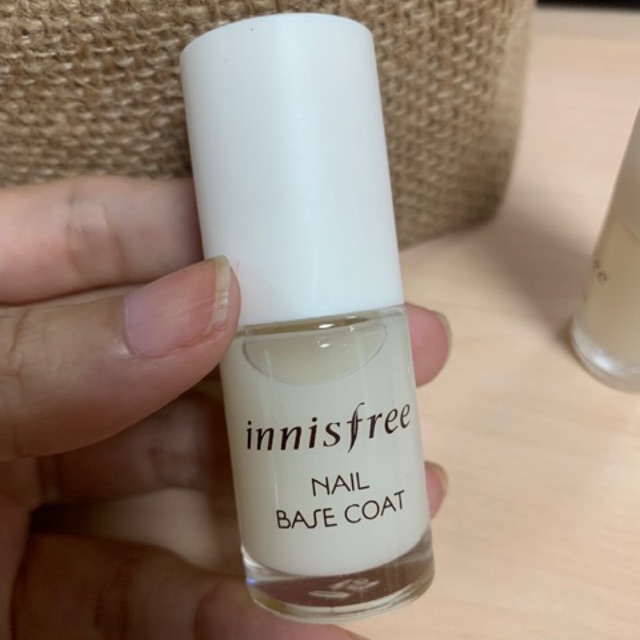 innisfree
NAIL
BASE COAT